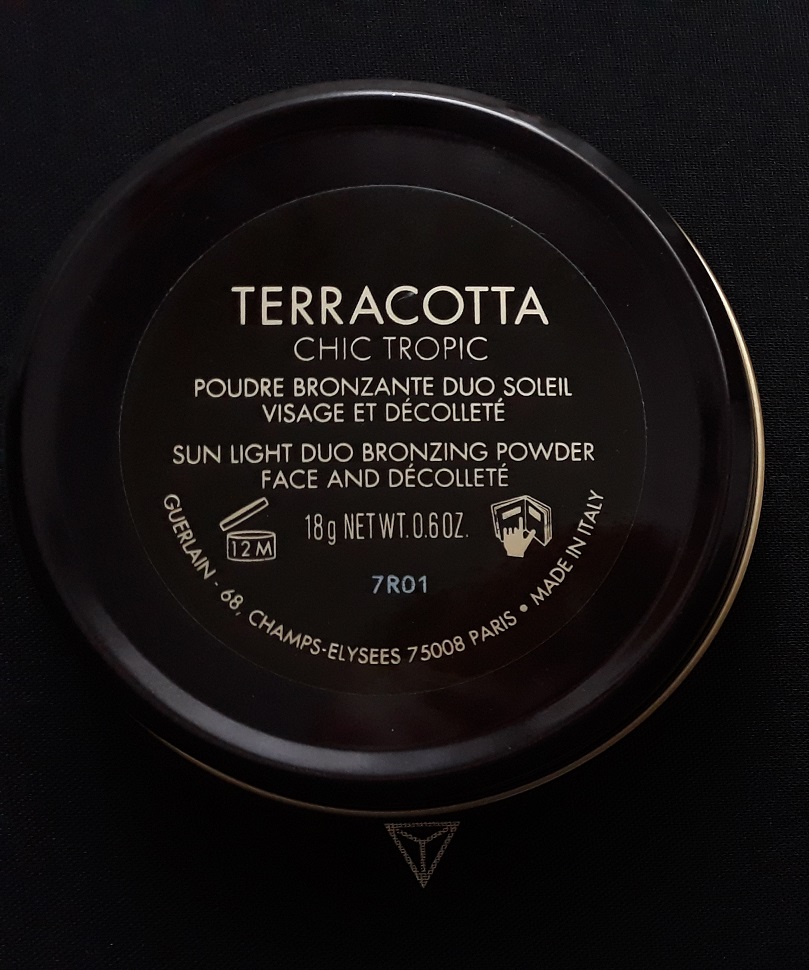 TERRACOTTA
CHIC TROPIC
POUDRE BRONZANTE DUO SOLEIL
VISAGE ET DÉCOLLETÉ
SUN LIGHT DUO BRONZING POWDER
FACE AND DÉCOLLETÉ
12 M
18g NET WT. 0.6 OZ.
7R01
GUERLAIN - 68, CHAMPS-ELYSEES 75008 PARIS • MADE IN ITALY